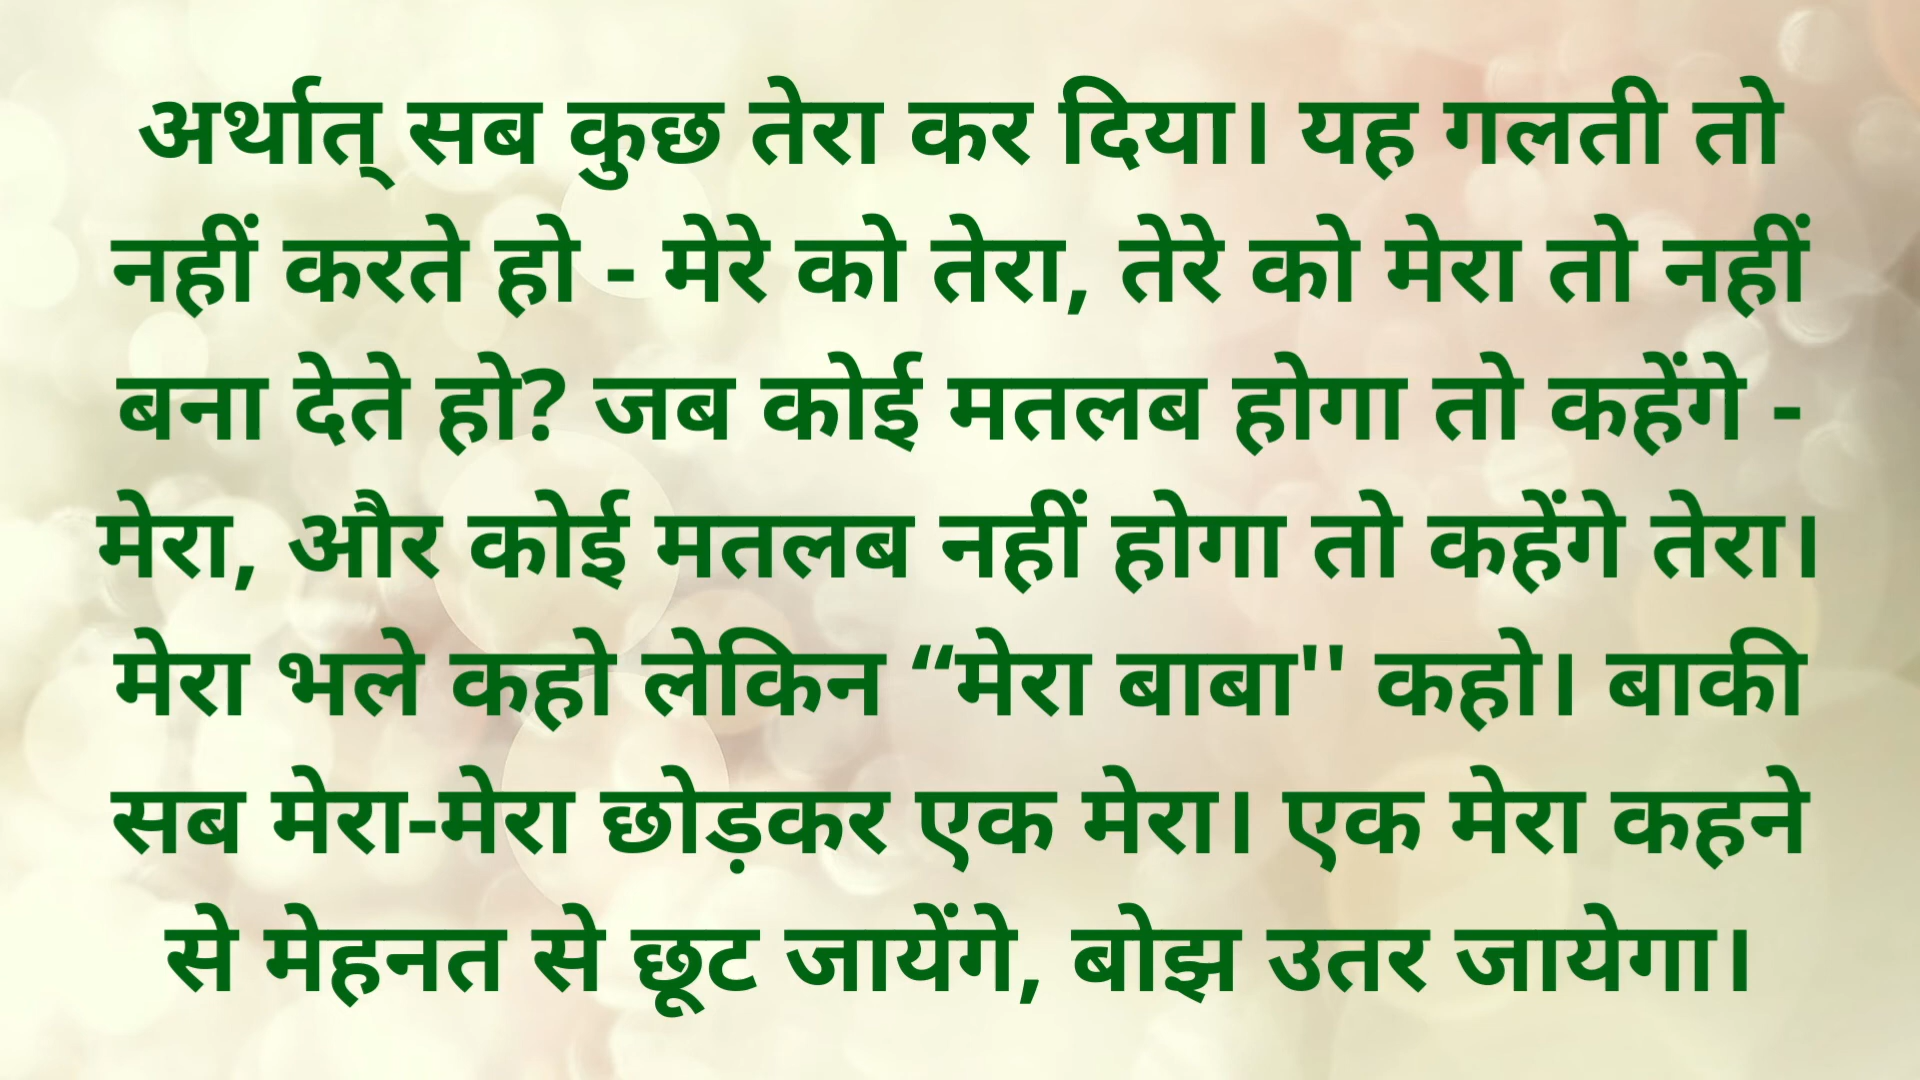 अर्थात् सब कुछ तेरा कर दिया। यह गलती तो
नहीं करते हो - मेरे को तेरा, तेरे को मेरा तो नहीं
बना देते हो? जब कोई मतलब होगा तो कहेंगे -
मेरा, और कोई मतलब नहीं होगा तो कहेंगे तेरा।
मेरा भले कहो लेकिन “मेरा बाबा'' कहो। बाकी
सब मेरा-मेरा छोड़कर एक मेरा। एक मेरा कहने
से मेहनत से छूट जायेंगे, बोझ उतर जायेगा।